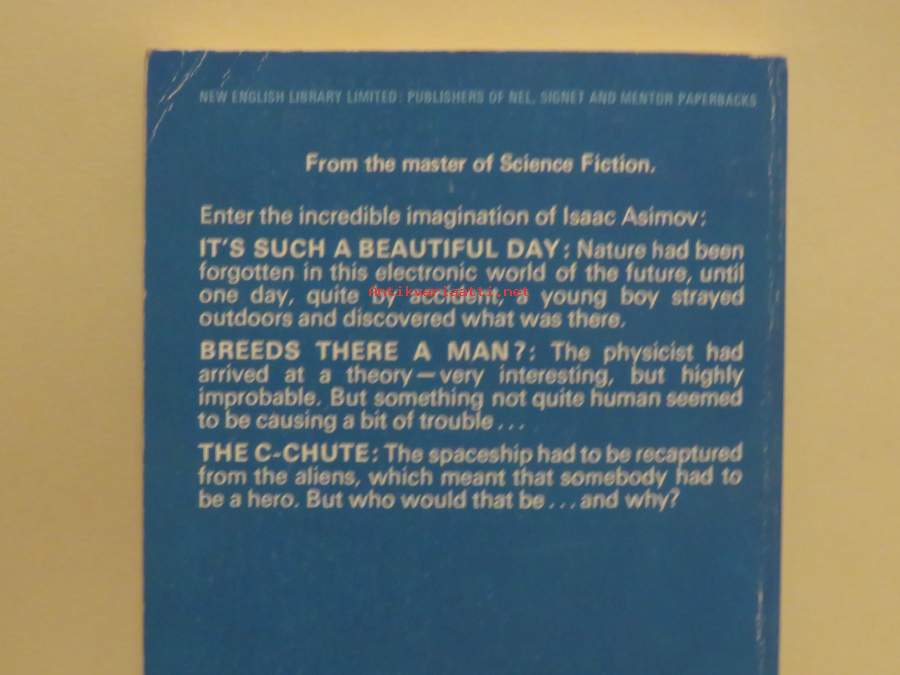 NEW ENGLISH LIBRARY LIMITED: PUBLISHERS OF NEL, SIGNET AND MENTOR PAPERBACKS
From the master of Science Fiction.
Enter the incredible imagination of Isaac Asimov:
IT'S SUCH A BEAUTIFUL DAY: Nature had been
forgotten in this electronic world of the future, until
one day, quite by accident, a young boy strayed
Antikvariaatti.net
outdoors and discovered what was there.
BREEDS THERE A MAN?: The physicist had
arrived at a theory—very interesting, but highly
improbable. But something not quite human seemed
to be causing a bit of trouble...
THE C-CHUTE: The spaceship had to be recaptured
from the aliens, which meant that somebody had to
be a hero. But who would that be...and why?